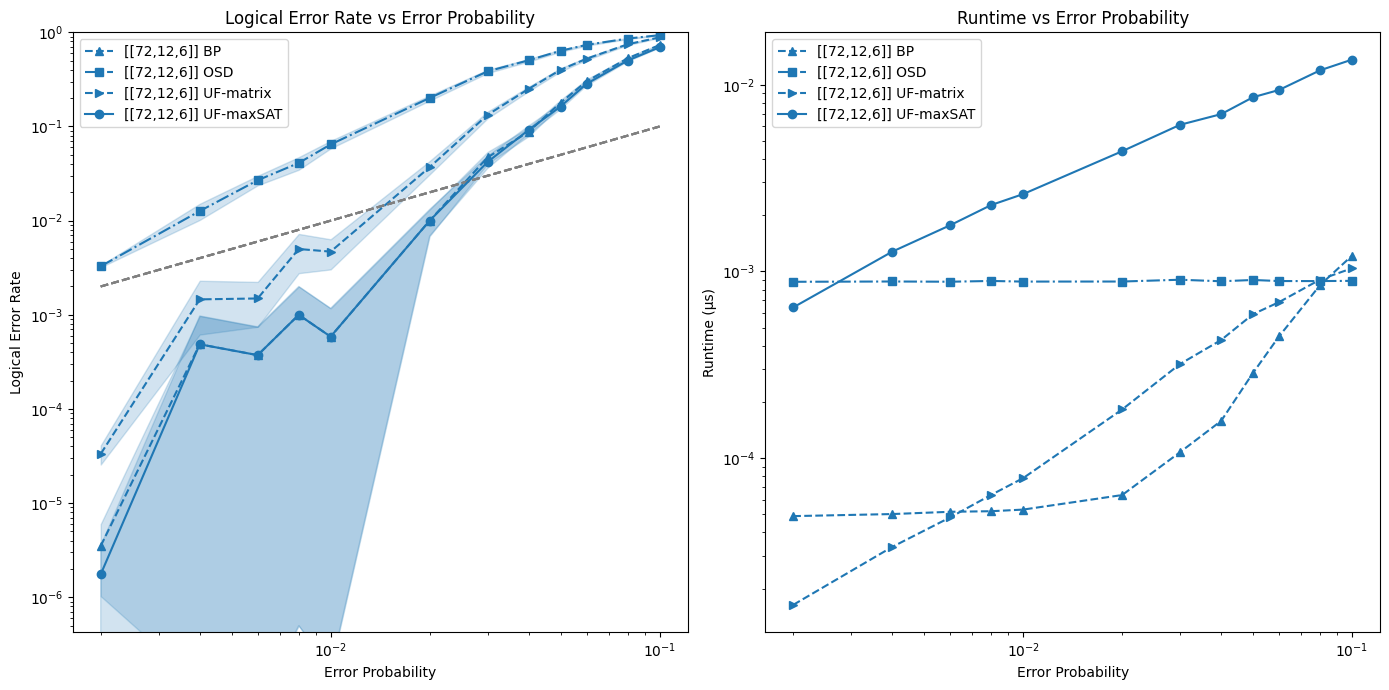 Logical Error Rate vs Error Probability
[[72,12,6]] BP
[[72,12,6]] OSD
[[72,12,6]] UF-matrix
[[72,12,6]] UF-maxSAT
10⁰
10⁻¹
10⁻²
10⁻³
10⁻⁴
10⁻⁵
10⁻⁶
Logical Error Rate
10⁻²
10⁻¹
Error Probability
Runtime vs Error Probability
[[72,12,6]] BP
[[72,12,6]] OSD
[[72,12,6]] UF-matrix
[[72,12,6]] UF-maxSAT
10⁻²
10⁻³
10⁻⁴
Runtime (μs)
10⁻²
10⁻¹
Error Probability